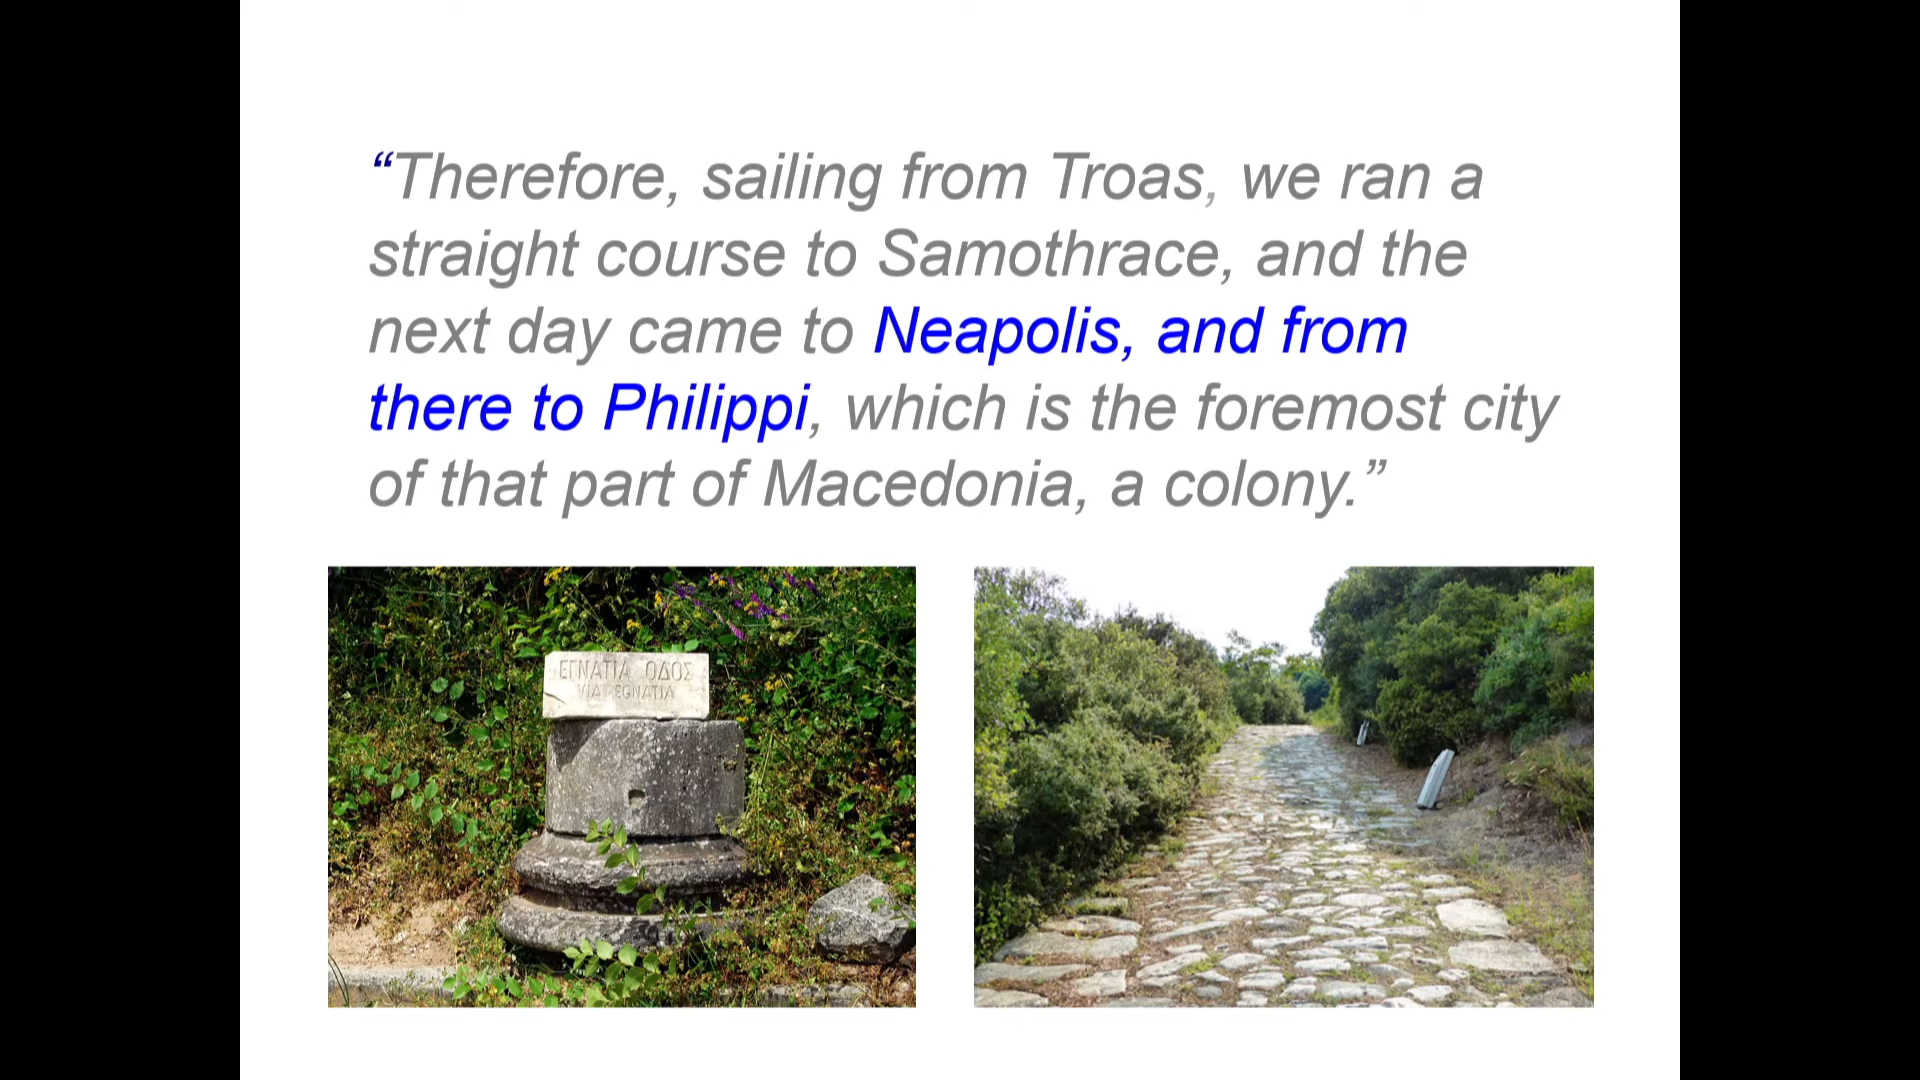 “Therefore, sailing from Troas, we ran a
straight course to Samothrace, and the
next day came to Neapolis, and from
there to Philippi, which is the foremost city
of that part of Macedonia, a colony.”
ΕΓΝΑΤΙΑ ΟΔΟΣ
VIA EGNATIA